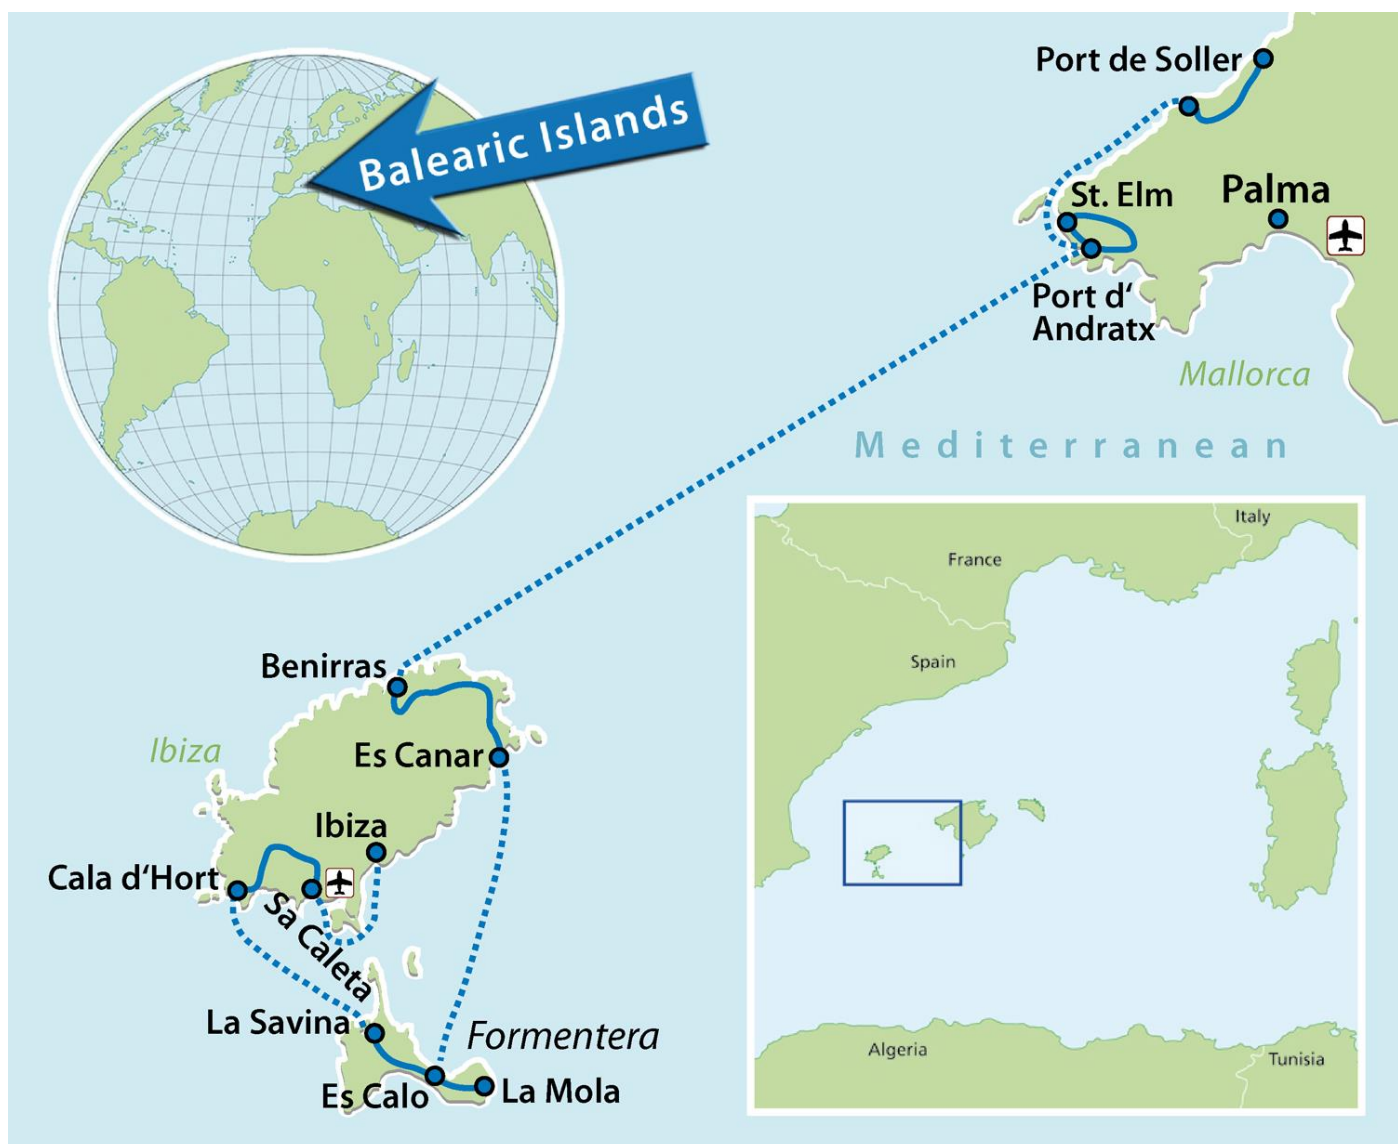 Balearic Islands
Port de Soller
St. Elm
Palma
Port d‘
Andratx
Mallorca
Mediterranean
Italy
France
Spain
Algeria
Tunisia
Benirras
Ibiza
Es Canar
Ibiza
Cala d‘Hort
Sa Caleta
La Savina
Formentera
Es Calo
La Mola